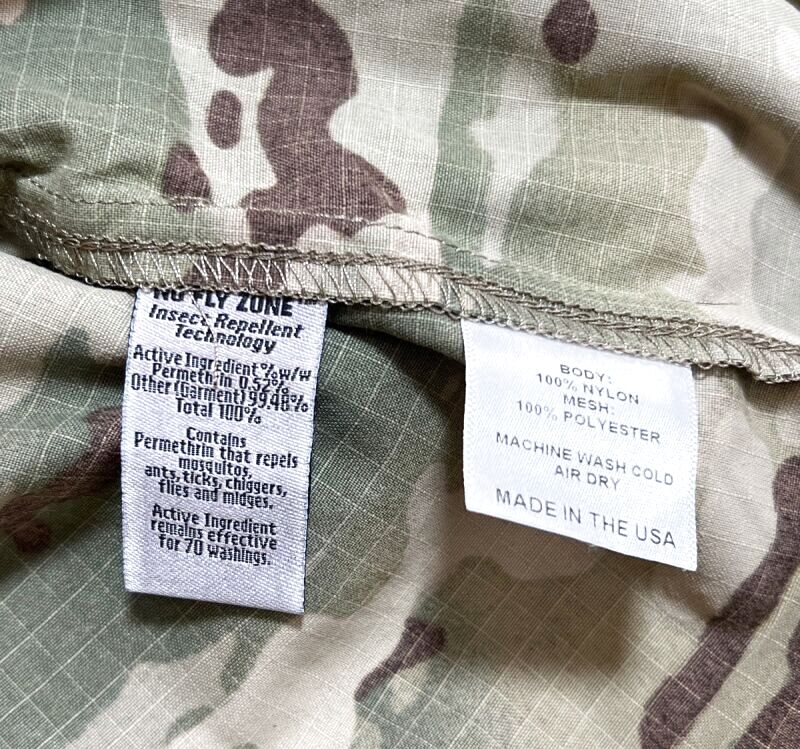 NO FLY ZONE™
Insect Repellent
Technology
Active Ingredient % w/w
Permethrin 0.52%
Other (Garment) 99.48%
Total 100%
Contains
Permethrin that repels
mosquitos,
ants, ticks, chiggers,
flies and midges.
Active Ingredient
remains effective
for 70 washings.
BODY:
100% NYLON
MESH:
100% POLYESTER
MACHINE WASH COLD
AIR DRY
MADE IN THE USA